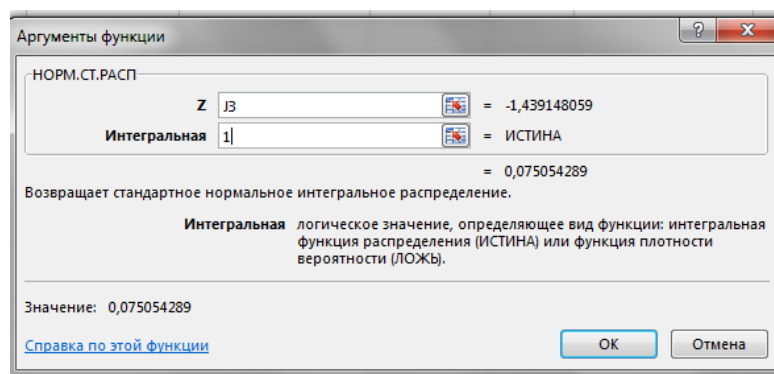 Аргументы функции
НОРМ.СТ.РАСП
Z J3 = -1,439148059
Интегральная 1 = ИСТИНА
= 0,075054289
Возвращает стандартное нормальное интегральное распределение.
Интегральная логическое значение, определяющее вид функции: интегральная
функция распределения (ИСТИНА) или функция плотности
вероятности (ЛОЖЬ).
Значение: 0,075054289
Справка по этой функции
ОК Отмена